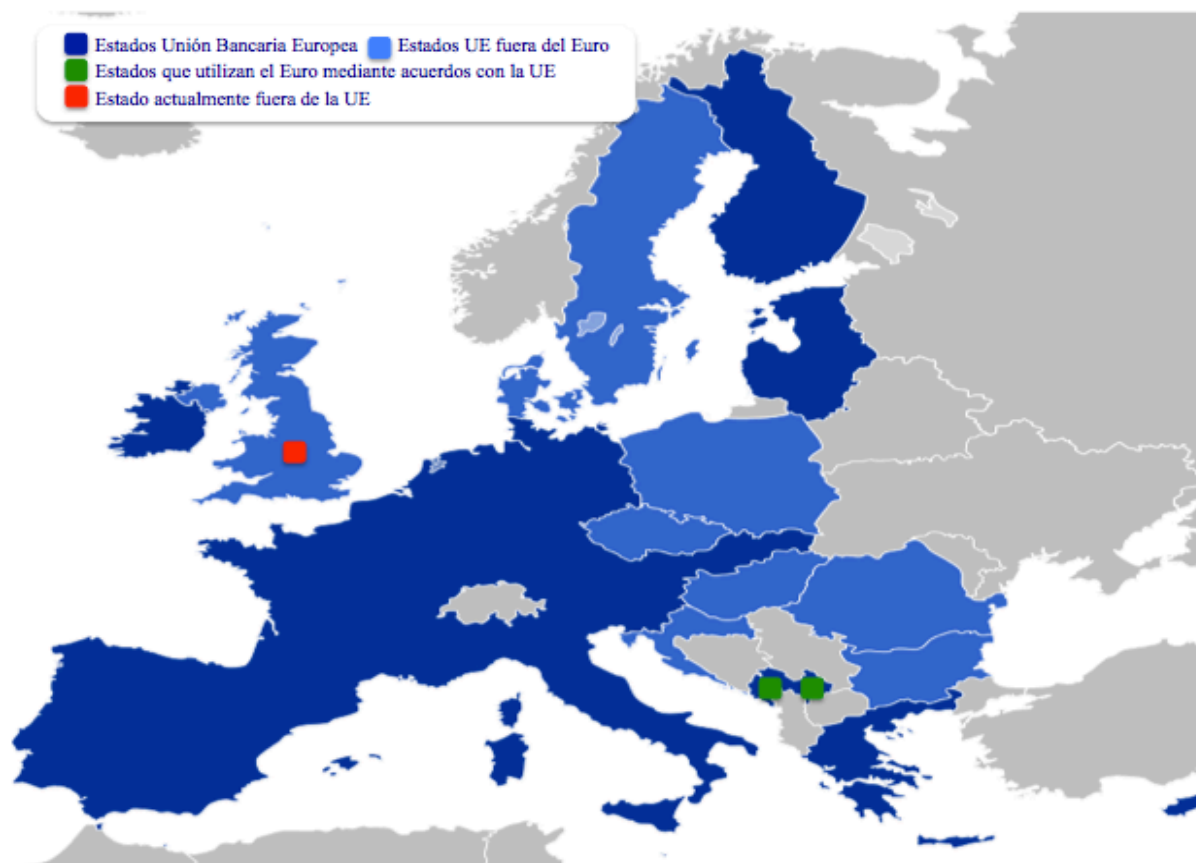 Estados Unión Bancaria Europea Estados UE fuera del Euro
Estados que utilizan el Euro mediante acuerdos con la UE
Estado actualmente fuera de la UE